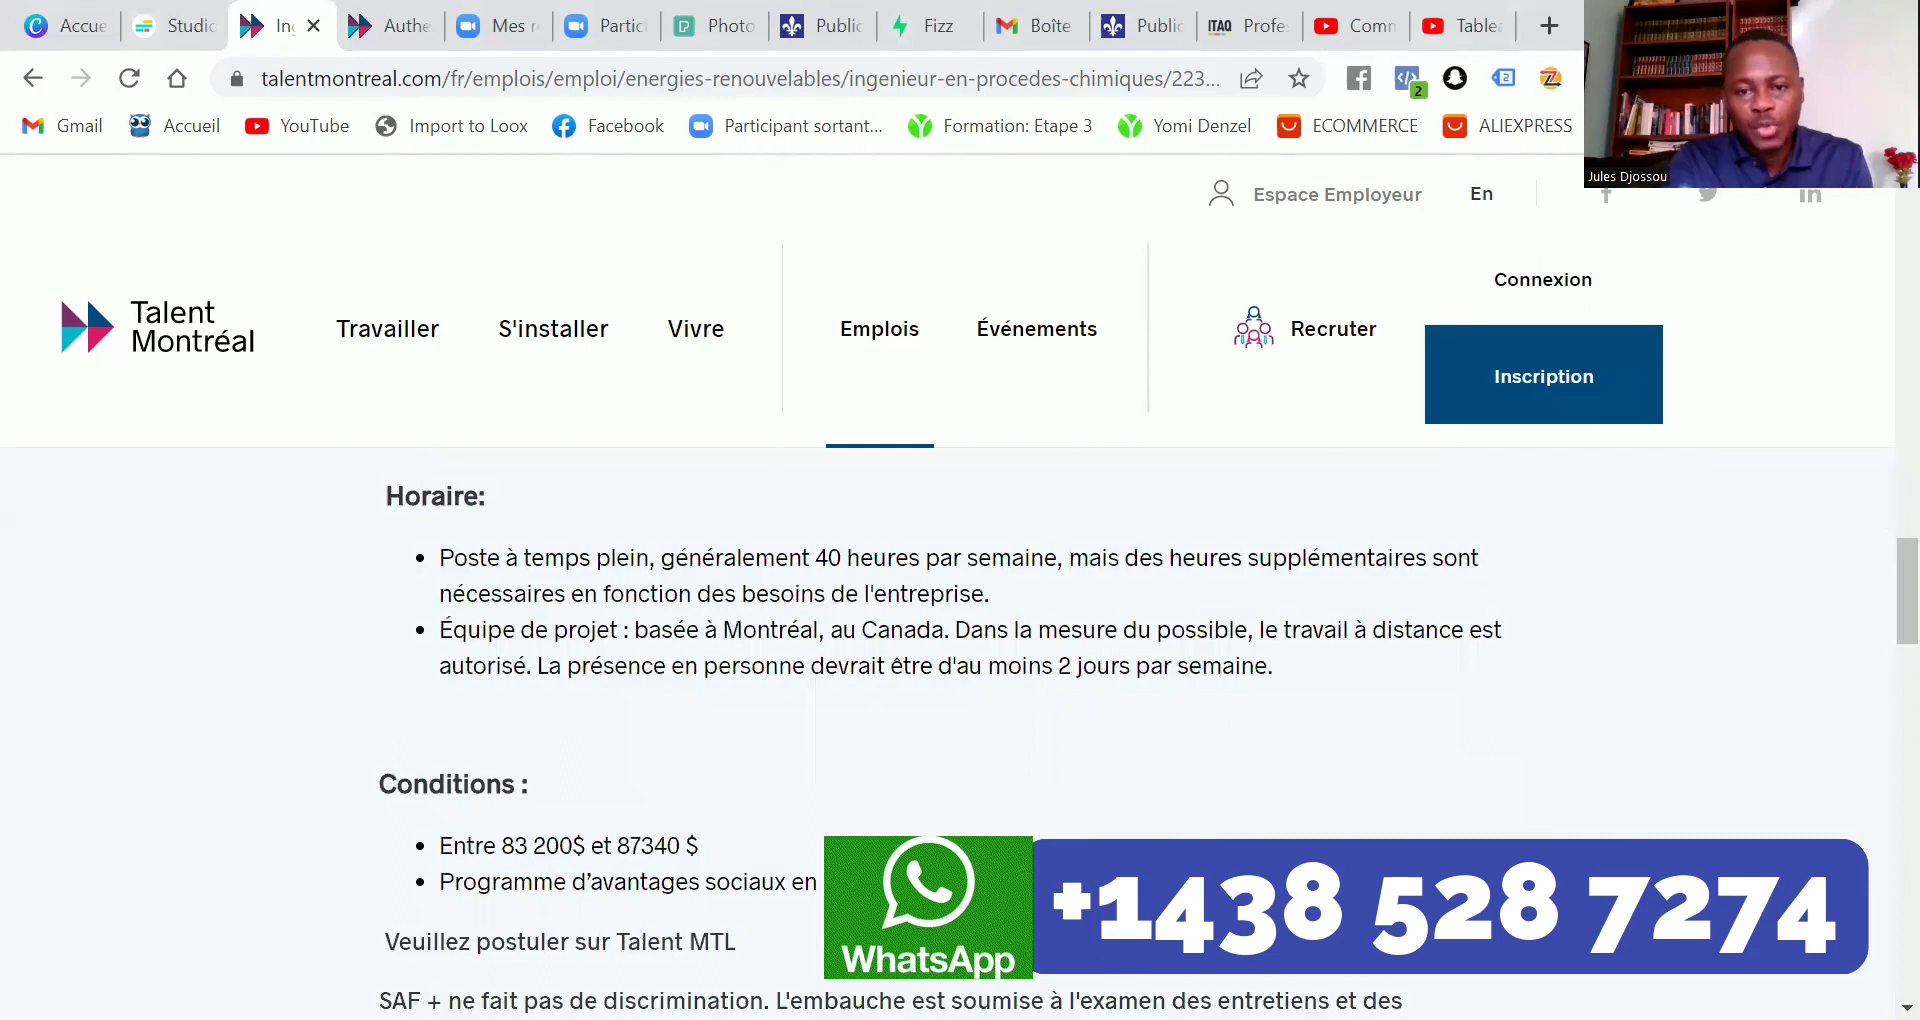 Accue
Studic
Ing
Authe
Mes r
Partici
Photo
Public
Fizz
Boîte
Public
ITAQ
Profe
Comm
Tablea
talentmontreal.com/fr/emplois/emploi/energies-renouvelables/ingenieur-en-procedes-chimiques/223...
2
2
Gmail
Accueil
YouTube
Import to Loox
Facebook
Participant sortant...
Formation: Etape 3
Yomi Denzel
ECOMMERCE
ALIEXPRESS
Jules Djossou
Espace Employeur
En
Talent
Montréal
Travailler
S'installer
Vivre
Emplois
Événements
Recruter
Connexion
Inscription
Horaire:
Poste à temps plein, généralement 40 heures par semaine, mais des heures supplémentaires sont
nécessaires en fonction des besoins de l'entreprise.
Équipe de projet : basée à Montréal, au Canada. Dans la mesure du possible, le travail à distance est
autorisé. La présence en personne devrait être d'au moins 2 jours par semaine.
Conditions :
Entre 83 200$ et 87340 $
Programme d’avantages sociaux en
Veuillez postuler sur Talent MTL
SAF + ne fait pas de discrimination. L'embauche est soumise à l'examen des entretiens et des
WhatsApp
+1438 528 7274